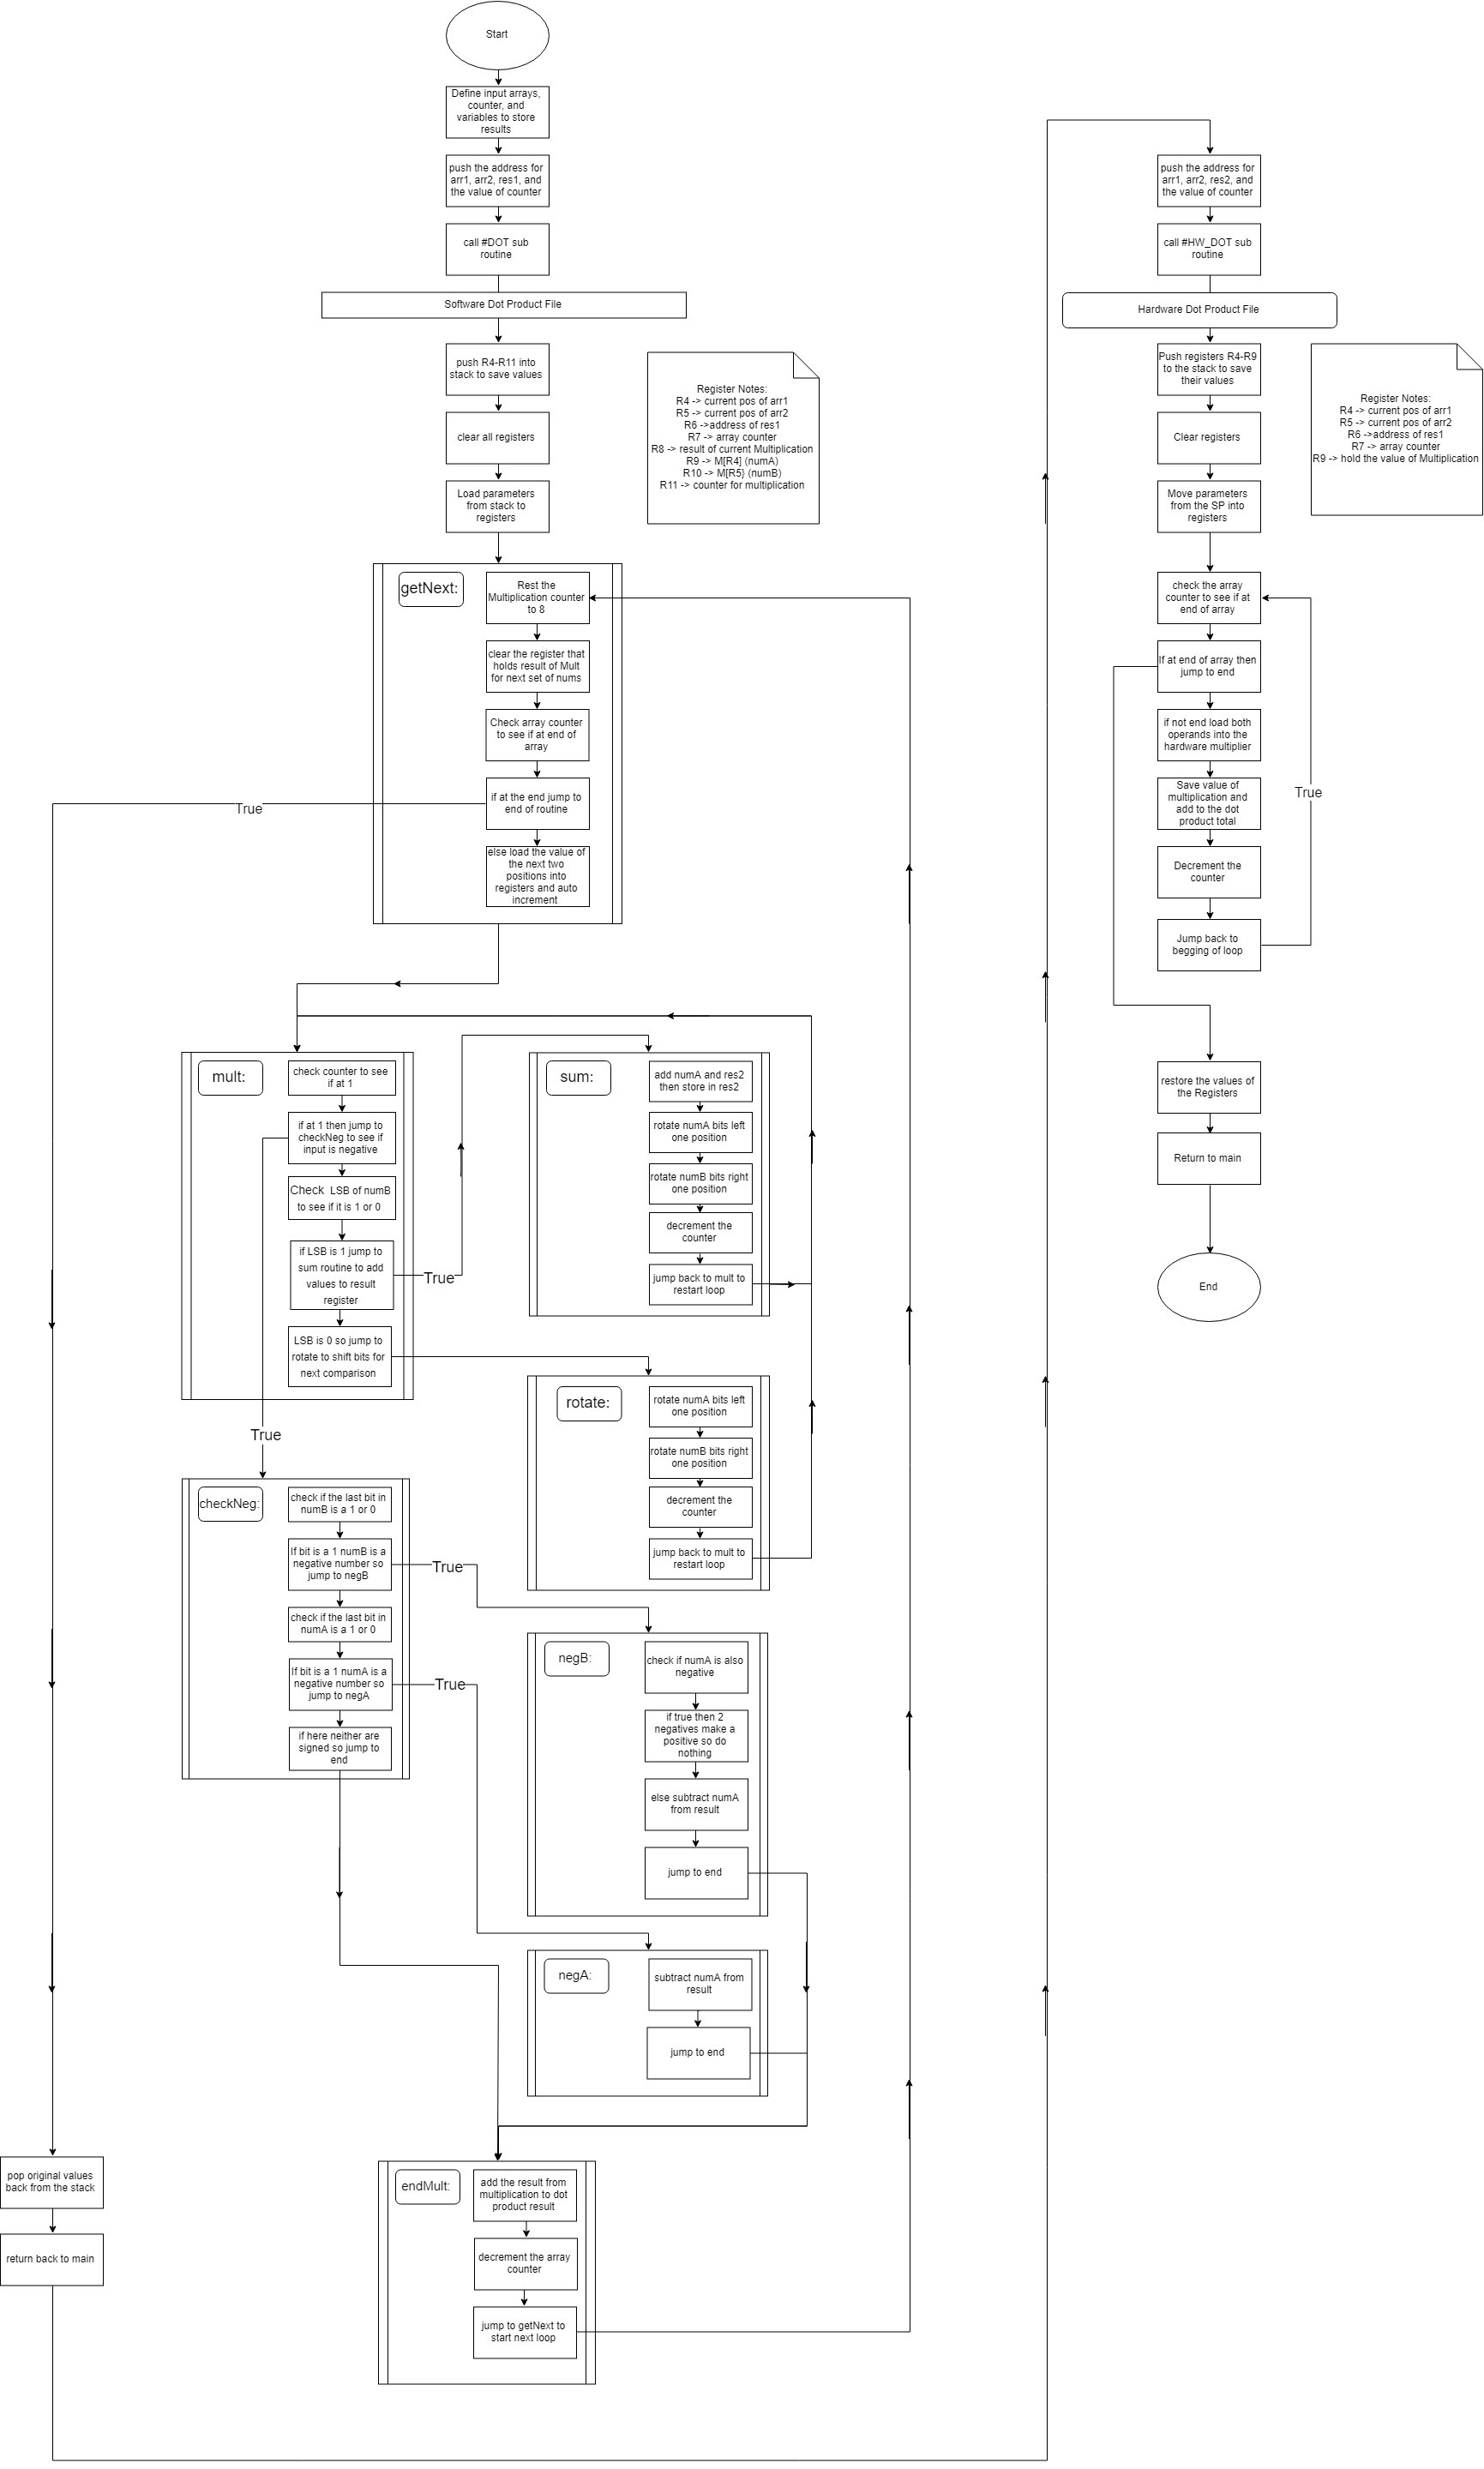 Start
Define input arrays,
counter, and
variables to store
results
push the address for
arr1, arr2, res1, and
the value of counter
call #DOT sub
routine
Software Dot Product File
push R4-R11 into
stack to save values
clear all registers
Load parameters
from stack to
registers
Register Notes:
R4 -> current pos of arr1
R5 -> current pos of arr2
R6 ->address of res1
R7 -> array counter
R8 -> result of current Multiplication
R9 -> M[R4] (numA)
R10 -> M[R5} (numB)
R11 -> counter for multiplication
getNext:
Rest the
Multiplication counter
to 8
clear the register that
holds result of Mult
for next set of nums
Check array counter
to see if at end of
array
if at the end jump to
end of routine
True
else load the value of
the next two
positions into
registers and auto
increment
mult:
check counter to see
if at 1
if at 1 then jump to
checkNeg to see if
input is negative
Check LSB of numB
to see if it is 1 or 0
if LSB is 1 jump to
sum routine to add
values to result
register
True
LSB is 0 so jump to
rotate to shift bits for
next comparison
True
sum:
add numA and res2
then store in res2
rotate numA bits left
one position
rotate numB bits right
one position
decrement the
counter
jump back to mult to
restart loop
rotate:
rotate numA bits left
one position
rotate numB bits right
one position
decrement the
counter
jump back to mult to
restart loop
checkNeg:
check if the last bit in
numB is a 1 or 0
If bit is a 1 numB is a
negative number so
jump to negB
True
check if the last bit in
numA is a 1 or 0
If bit is a 1 numA is a
negative number so
jump to negA
True
if here neither are
signed so jump to
end
negB:
check if numA is also
negative
if true then 2
negatives make a
positive so do
nothing
else subtract numA
from result
jump to end
negA:
subtract numA from
result
jump to end
endMult:
add the result from
multiplication to dot
product result
decrement the array
counter
jump to getNext to
start next loop
pop original values
back from the stack
return back to main
push the address for
arr1, arr2, res2, and
the value of counter
call #HW_DOT sub
routine
Hardware Dot Product File
Push registers R4-R9
to the stack to save
their values
Clear registers
Move parameters
from the SP into
registers
Register Notes:
R4 -> current pos of arr1
R5 -> current pos of arr2
R6 ->address of res1
R7 -> array counter
R9 -> hold the value of Multiplication
check the array
counter to see if at
end of array
If at end of array then
jump to end
if not end load both
operands into the
hardware multiplier
Save value of
multiplication and
add to the dot
product total
True
Decrement the
counter
Jump back to
begging of loop
restore the values of
the Registers
Return to main
End